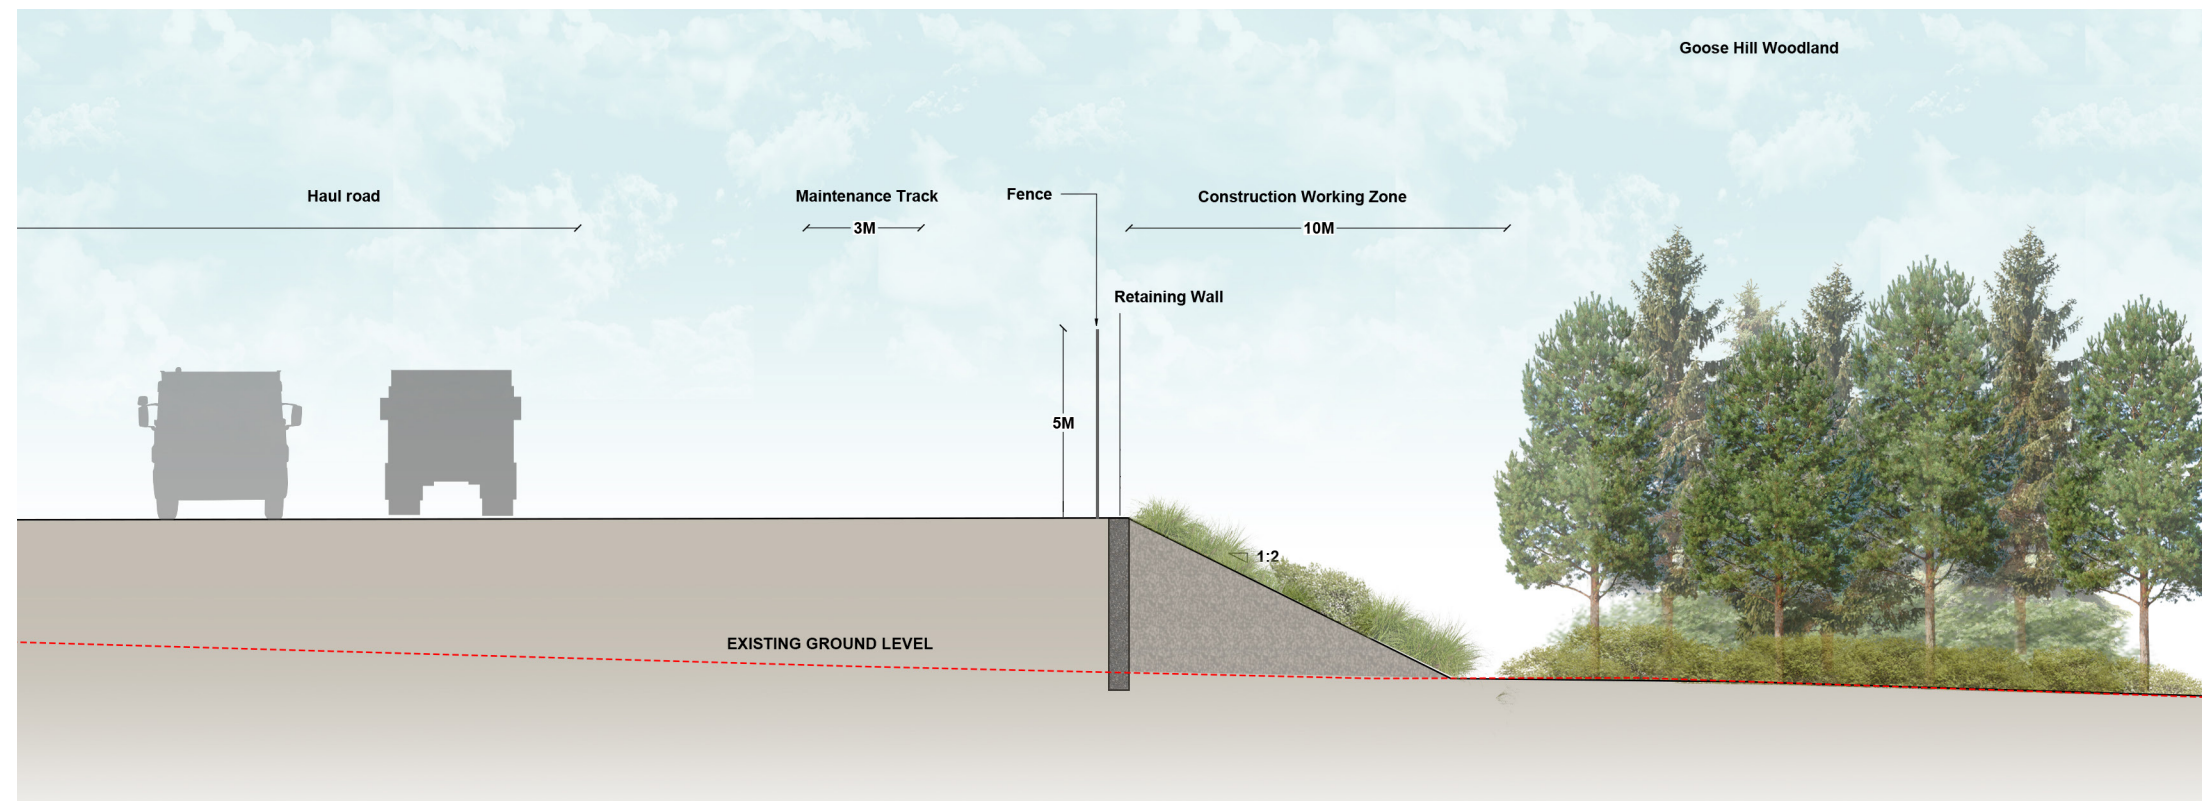 Goose Hill Woodland
Haul road
Maintenance Track
Fence
Construction Working Zone
3M
10M
Retaining Wall
5M
1:2
EXISTING GROUND LEVEL